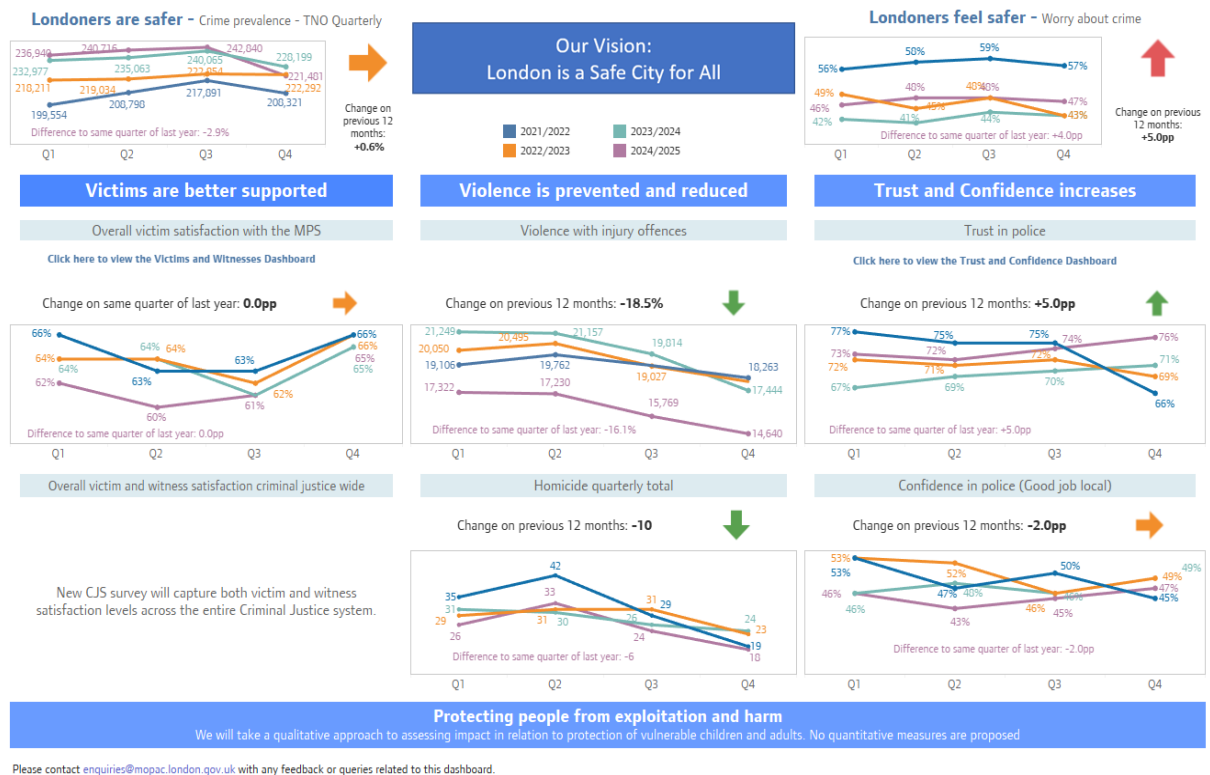 Londoners are safer - Crime prevalence - TNO Quarterly
236,949
240,716
242,040
220,199
232,977
235,063
240,065
221,401
218,211
219,034
222,292
199,554
208,790
217,891
208,321
Difference to same quarter of last year: -2.9%
Q1 Q2 Q3 Q4
Change on
previous 12
months:
+0.6%
Our Vision:
London is a Safe City for All
2021/2022 2023/2024
2022/2023 2024/2025
Londoners feel safer - Worry about crime
56%
58%
59%
57%
49%
48%
48%
47%
46%
45%
43%
42%
41%
44%
Difference to same quarter of last year: +4.0pp
Q1 Q2 Q3 Q4
Change on previous
12 months:
+5.0pp
Victims are better supported
Overall victim satisfaction with the MPS
Click here to view the Victims and Witnesses Dashboard
Change on same quarter of last year: 0.0pp
66%
66%
64%
64%
64%
63%
66%
64%
63%
65%
62%
62%
65%
60%
61%
Difference to same quarter of last year: 0.0pp
Q1 Q2 Q3 Q4
Overall victim and witness satisfaction criminal justice wide
New CJS survey will capture both victim and witness
satisfaction levels across the entire Criminal Justice system.
Violence is prevented and reduced
Violence with injury offences
Change on previous 12 months: -18.5%
21,249
20,495
21,157
19,814
20,050
19,106
19,762
19,027
18,263
17,444
17,322
17,230
15,769
14,640
Difference to same quarter of last year: -16.1%
Q1 Q2 Q3 Q4
Homicide quarterly total
Change on previous 12 months: -10
42
35
33
31
29
31
29
31
30
26
24
23
26
24
19
18
Difference to same quarter of last year: -6
Q1 Q2 Q3 Q4
Trust and Confidence increases
Trust in police
Click here to view the Trust and Confidence Dashboard
Change on previous 12 months: +5.0pp
77%
75%
75%
74%
76%
73%
72%
72%
71%
72%
71%
69%
67%
69%
70%
66%
Difference to same quarter of last year: +5.0pp
Q1 Q2 Q3 Q4
Confidence in police (Good job local)
Change on previous 12 months: -2.0pp
53%
50%
49%
53%
52%
49%
46%
47%
48%
47%
46%
46%
45%
45%
43%
Difference to same quarter of last year: -2.0pp
Q1 Q2 Q3 Q4
Protecting people from exploitation and harm
We will take a qualitative approach to assessing impact in relation to protection of vulnerable children and adults. No quantitative measures are proposed
Please contact enquiries@mopac.london.gov.uk with any feedback or queries related to this dashboard.